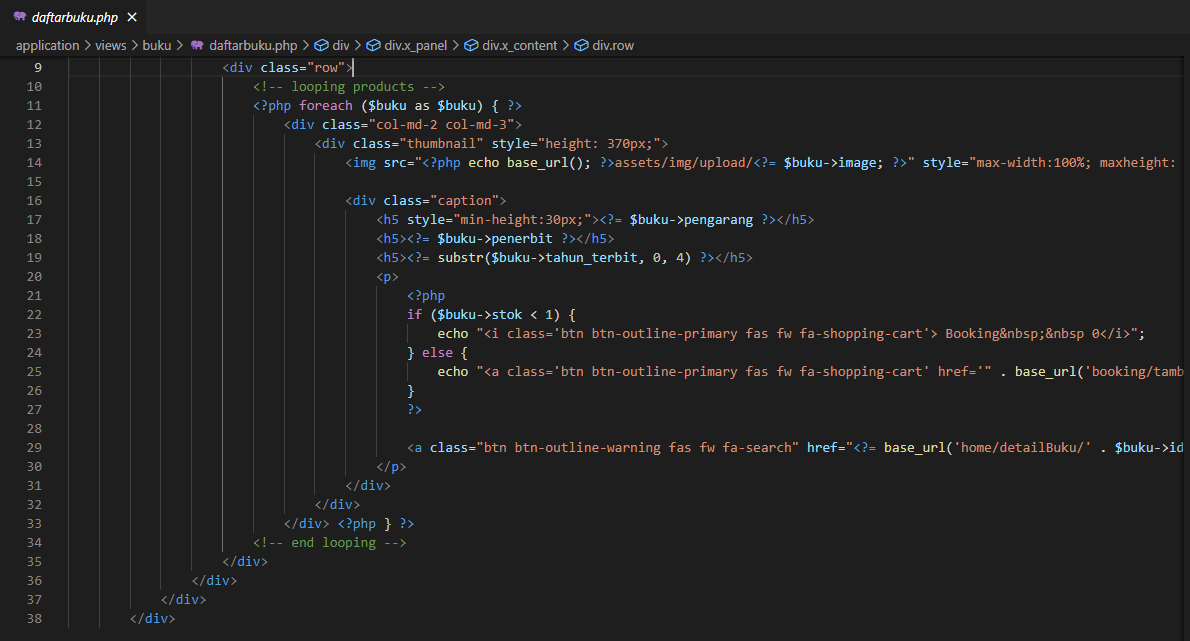 daftarbuku.php ×
application > views > buku > daftarbuku.php > div > div.x_panel > div.x_content > div.row
9 <div class="row">
10 <!-- looping products -->
11 <?php foreach ($buku as $buku) { ?>
12 <div class="col-md-2 col-md-3">
13 <div class="thumbnail" style="height: 370px;">
14 <img src="<?php echo base_url(); ?>assets/img/upload/<?= $buku->image; ?>" style="max-width:100%; maxheight:
15
16 <div class="caption">
17 <h5 style="min-height:30px;"><?= $buku->pengarang ?></h5>
18 <h5><?= $buku->penerbit ?></h5>
19 <h5><?= substr($buku->tahun_terbit, 0, 4) ?></h5>
20 <p>
21 <?php
22 if ($buku->stok < 1) {
23 echo "<i class='btn btn-outline-primary fas fw fa-shopping-cart'> Booking&nbsp;&nbsp 0</i>";
24 } else {
25 echo "<a class='btn btn-outline-primary fas fw fa-shopping-cart' href='" . base_url('booking/tamb
26 }
27 ?>
28
29 <a class="btn btn-outline-warning fas fw fa-search" href="<?= base_url('home/detailBuku/' . $buku->id
30 </p>
31 </div>
32 </div>
33 </div> <?php } ?>
34 <!-- end looping -->
35 </div>
36 </div>
37 </div>
38 </div>